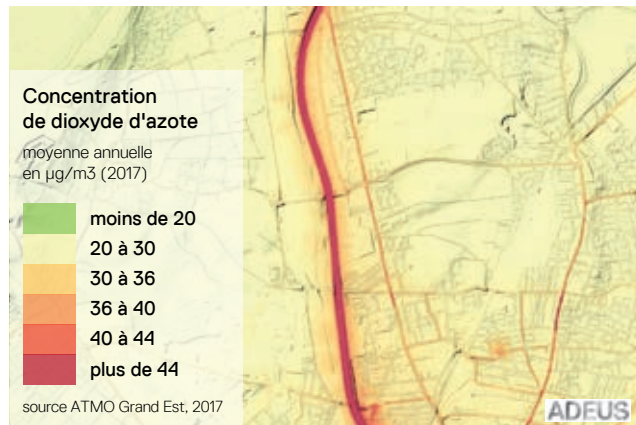 Concentration
de dioxyde d'azote
moyenne annuelle
en µg/m3 (2017)
moins de 20
20 à 30
30 à 36
36 à 40
40 à 44
plus de 44
source ATMO Grand Est, 2017
ADEUS